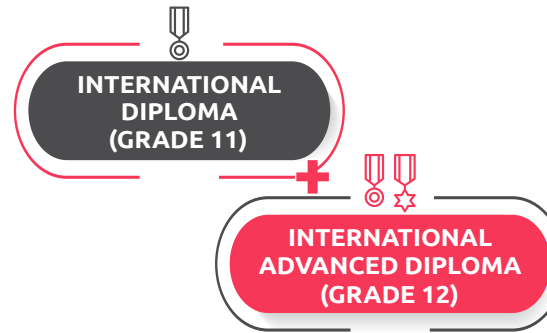 INTERNATIONAL
DIPLOMA
(GRADE 11)
INTERNATIONAL
ADVANCED DIPLOMA
(GRADE 12)